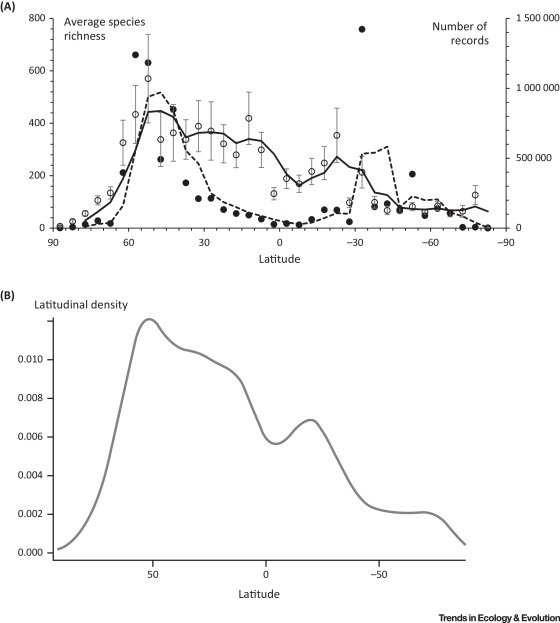 (A)
Average species
richness
Number of
records
800
600
400
200
0
1 500 000
1 000 000
500 000
0
90 60 30 0 −30 −60 −90
Latitude
(B)
Latitudinal density
0.010
0.008
0.006
0.004
0.002
0.000
50 0 −50
Latitude
Trends in Ecology & Evolution